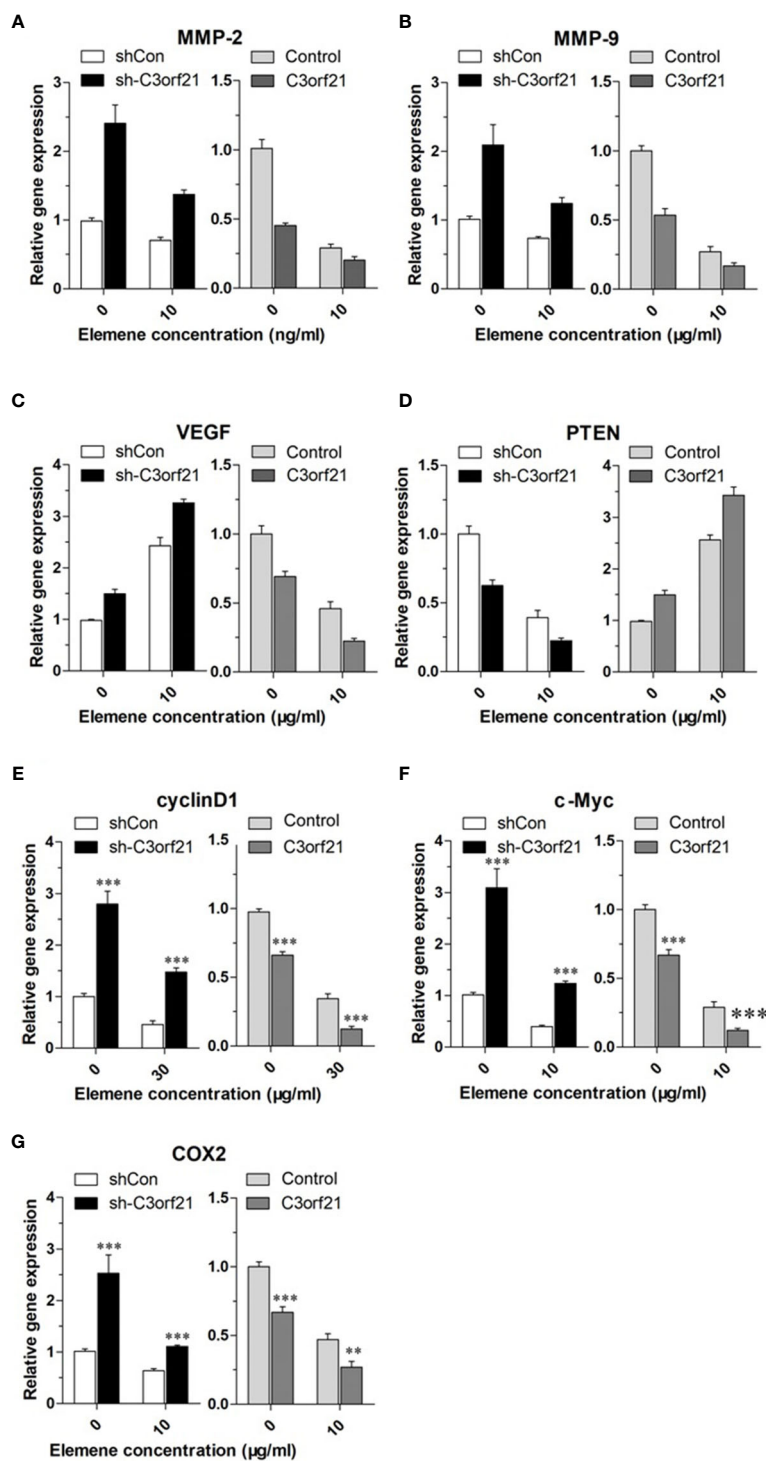 A
MMP-2
shCon
sh-C3orf21
Control
C3orf21
Relative gene expression
3
2
1
0
1.5
1.0
0.5
0.0
0
10
0
10
Elemene concentration (ng/ml)
B
MMP-9
shCon
sh-C3orf21
Control
C3orf21
Relative gene expression
3
2
1
0
1.5
1.0
0.5
0.0
0
10
0
10
Elemene concentration (µg/ml)
C
VEGF
shCon
sh-C3orf21
Control
C3orf21
Relative gene expression
4
3
2
1
0
1.5
1.0
0.5
0.0
0
10
0
10
Elemene concentration (µg/ml)
D
PTEN
shCon
sh-C3orf21
Control
C3orf21
Relative gene expression
1.5
1.0
0.5
0.0
4
3
2
1
0
0
10
0
10
Elemene concentration (µg/ml)
E
cyclinD1
shCon
sh-C3orf21
Control
C3orf21
Relative gene expression
4
3
2
1
0
1.5
1.0
0.5
0.0
***
***
***
***
0
30
0
30
Elemene concentration (µg/ml)
F
c-Myc
shCon
sh-C3orf21
Control
C3orf21
Relative gene expression
4
3
2
1
0
1.5
1.0
0.5
0.0
***
***
***
***
0
10
0
10
Elemene concentration (µg/ml)
G
COX2
shCon
sh-C3orf21
Control
C3orf21
Relative gene expression
4
3
2
1
0
1.5
1.0
0.5
0.0
***
***
***
**
0
10
0
10
Elemene concentration (µg/ml)